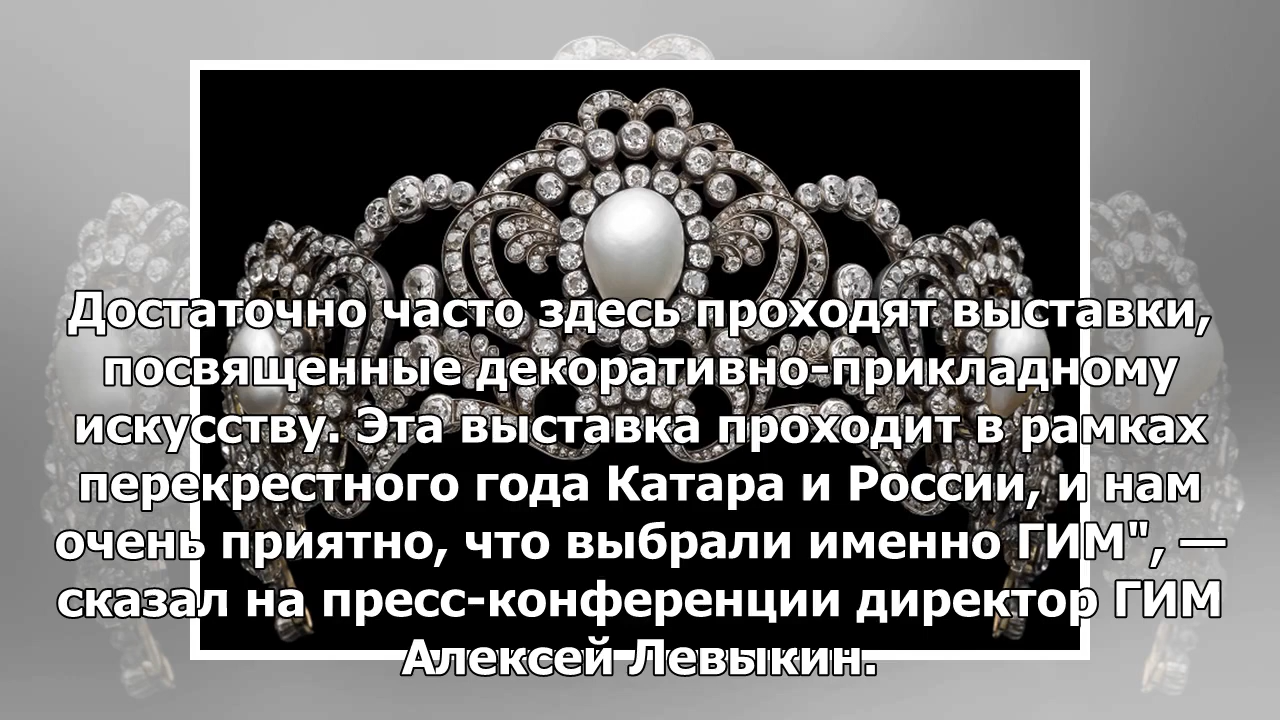 Достаточно часто здесь проходят выставки,
посвященные декоративно-прикладному
искусству. Эта выставка проходит в рамках
перекрестного года Катара и России, и нам
очень приятно, что выбрали именно ГИМ", —
сказал на пресс-конференции директор ГИМ
Алексей Левыкин.